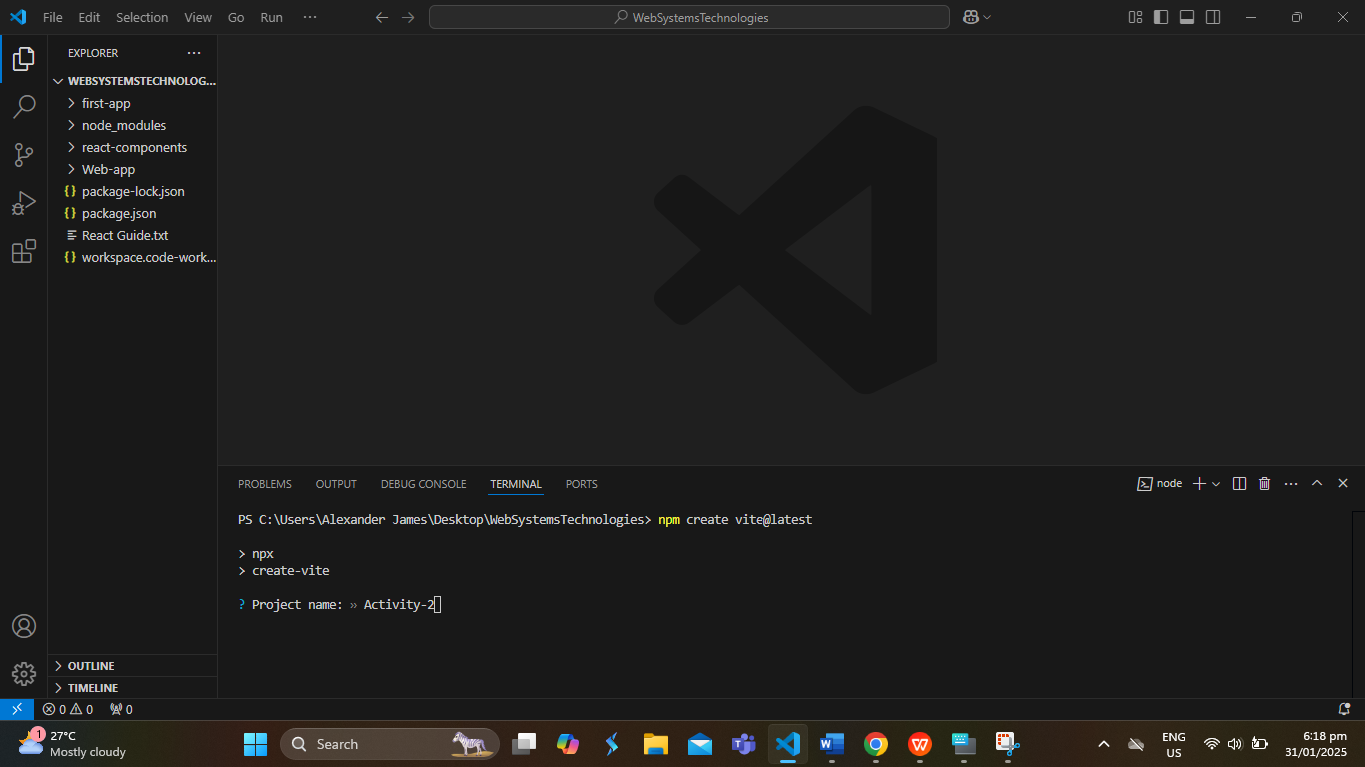 File Edit Selection View Go Run ···
WebSystemsTechnologies
EXPLORER
WEBSYSTEMSTECHNOLOG...
first-app
node_modules
react-components
Web-app
{} package-lock.json
{} package.json
React Guide.txt
{} workspace.code-work...
OUTLINE
TIMELINE
PROBLEMS OUTPUT DEBUG CONSOLE TERMINAL PORTS
node
PS C:\Users\Alexander James\Desktop\WebSystemsTechnologies> npm create vite@latest
> npx
> create-vite
? Project name: » Activity-2
0 0 0
1
27°C
Mostly cloudy
Search
ENG
US
6:18 pm
31/01/2025